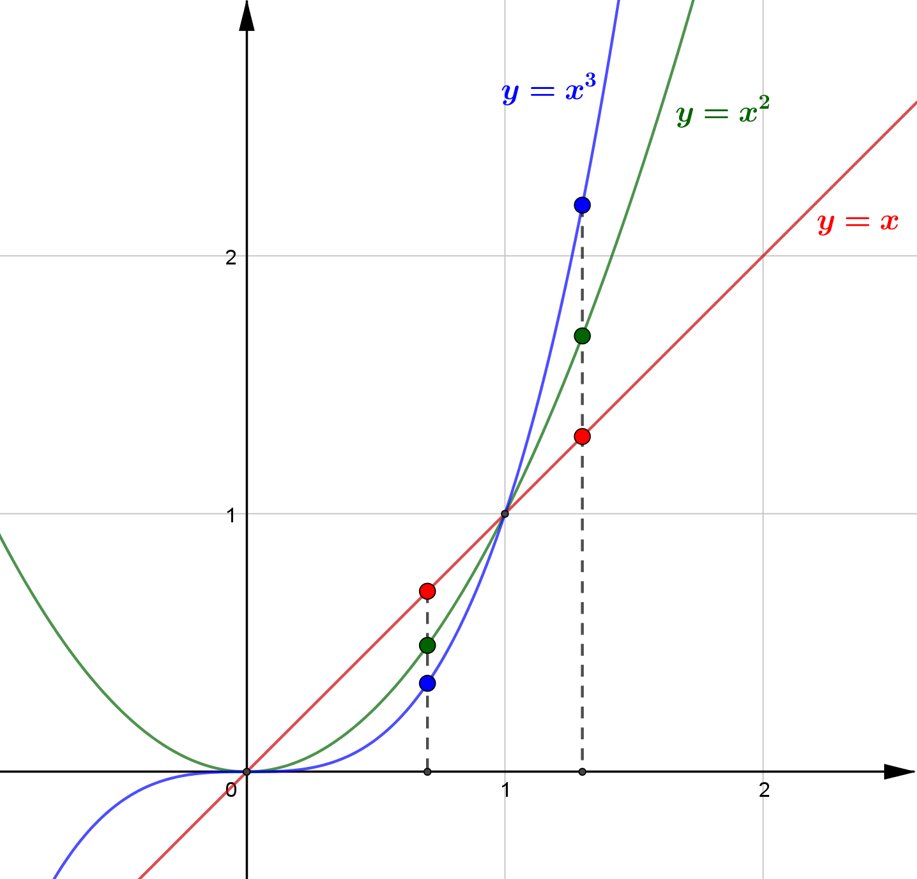 y = x³
y = x²
y = x
2
1
0
1
2